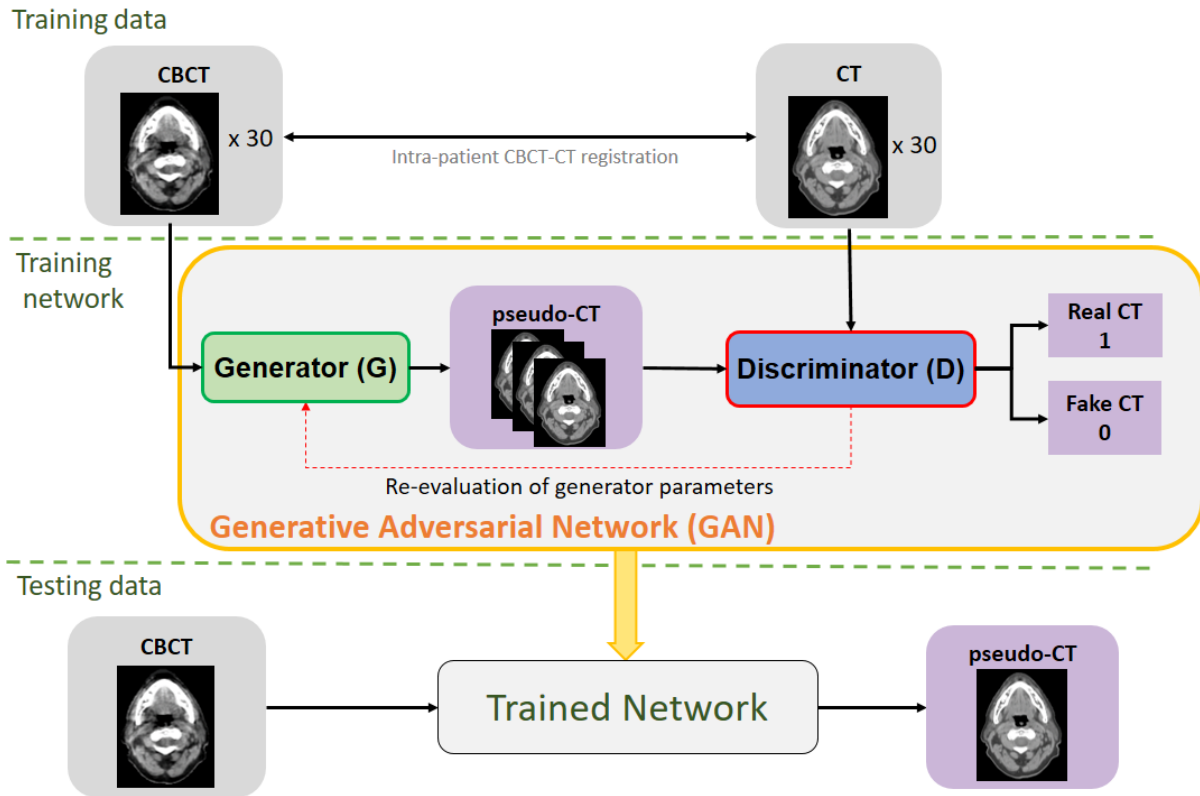 Training data
CBCT
x 30
Intra-patient CBCT-CT registration
CT
x 30
Training
network
Generator (G)
pseudo-CT
Discriminator (D)
Real CT
1
Fake CT
0
Re-evaluation of generator parameters
Generative Adversarial Network (GAN)
Testing data
CBCT
Trained Network
pseudo-CT